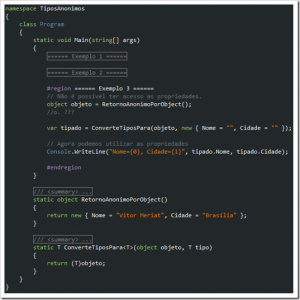 namespace TiposAnonimos
{
class Program
{
static void Main(string[] args)
{
====== Exemplo 1 ======
====== Exemplo 2 ======
#region ====== Exemplo 3 ======
// Não é possível ter acesso as propriedades.
object objeto = RetornoAnonimoPorObject();
//o. ???
var tipado = ConverteTiposPara(objeto, new { Nome = "", Cidade = "" });
// Agora podemos utilizar as propriedades
Console.WriteLine("Nome={0}, Cidade={1}", tipado.Nome, tipado.Cidade);
#endregion
}
/// <summary> ...
static object RetornoAnonimoPorObject()
{
return new { Nome = "Vitor Meriat", Cidade = "Brasília" };
}
/// <summary> ...
static T ConverteTiposPara<T>(object objeto, T tipo)
{
return (T)objeto;
}
}
}